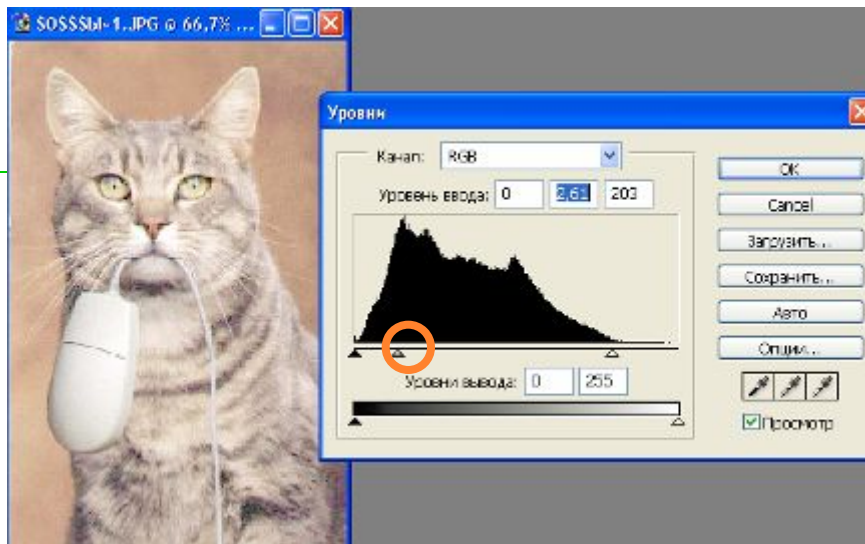 $OSSSЫ~1.JPG @ 66,7% ...
Уровни
Канал: RGB
Уровень ввода: 0 2,61 203
Уровни вывода: 0 255
OK
Cancel
Загрузить...
Сохранить...
Авто
Опции...
Просмотр